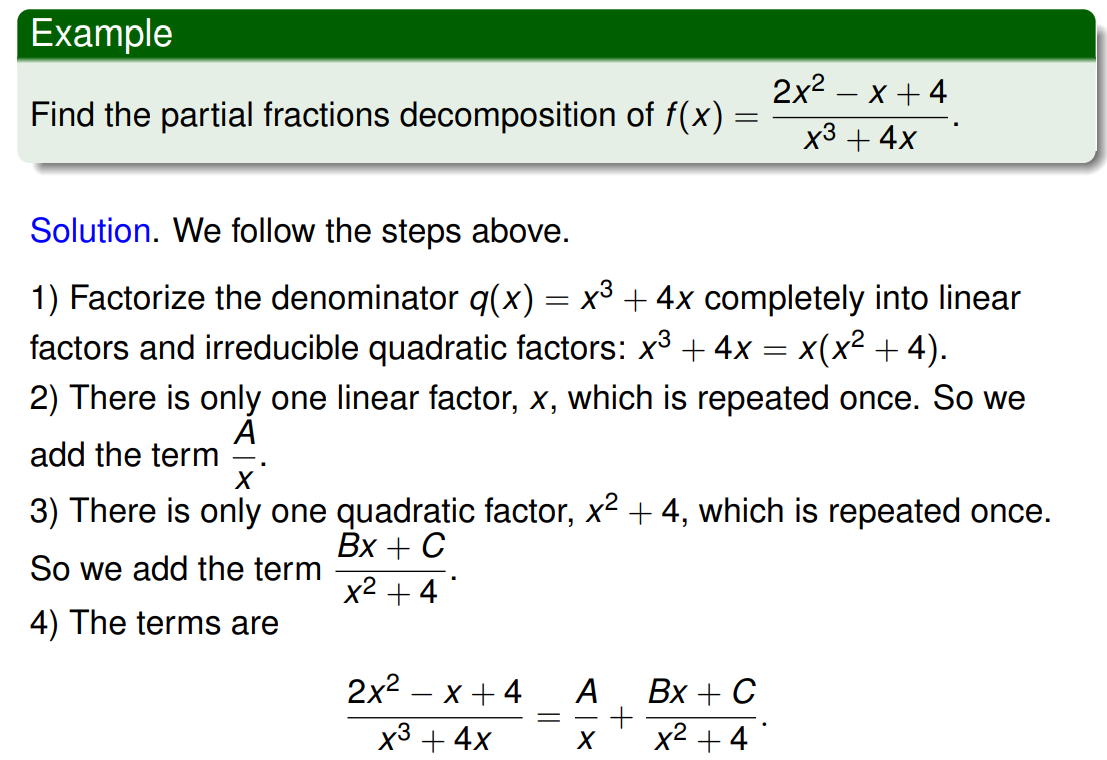 Example
Find the partial fractions decomposition of f(x) = \frac{2x^2 − x + 4}{x^3 + 4x}.
Solution. We follow the steps above.
1) Factorize the denominator q(x) = x^3 + 4x completely into linear
factors and irreducible quadratic factors: x^3 + 4x = x(x^2 + 4).
2) There is only one linear factor, x, which is repeated once. So we
add the term \frac{A}{x}.
3) There is only one quadratic factor, x^2 + 4, which is repeated once.
So we add the term \frac{Bx + C}{x^2 + 4}.
4) The terms are
\frac{2x^2 − x + 4}{x^3 + 4x} = \frac{A}{x} + \frac{Bx + C}{x^2 + 4}.